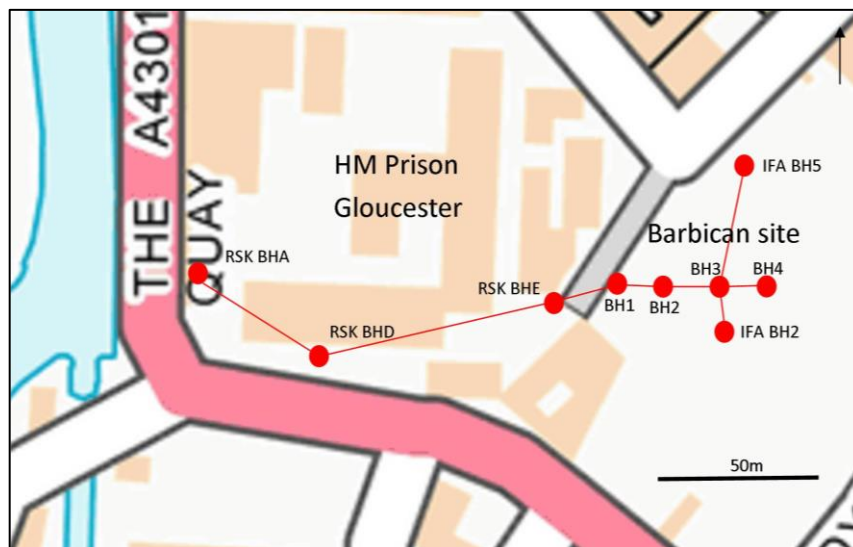 THE A4301
QUAY
HM Prison
Gloucester
Barbican site
IFA BH5
RSK BHA
RSK BHD
RSK BHE
BH1
BH2
BH3
BH4
IFA BH2
50m